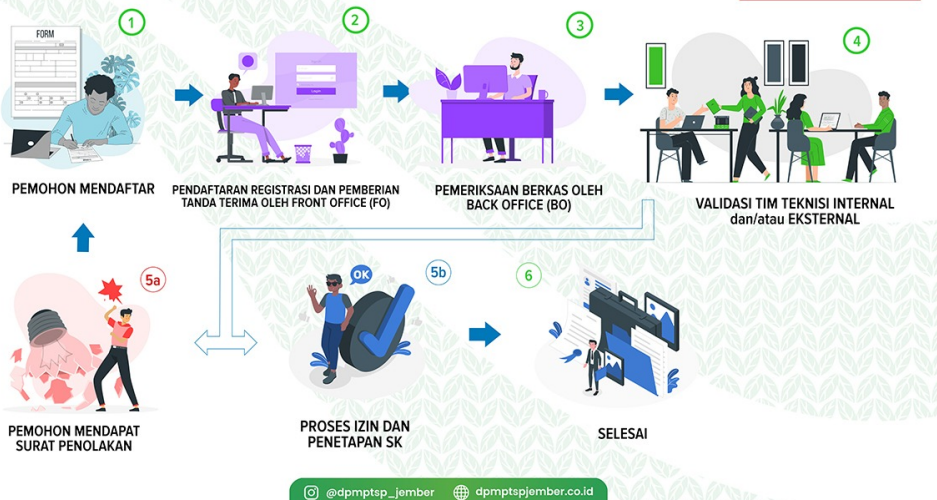 1
FORM
PEMOHON MENDAFTAR
2
Login
PENDAFTARAN REGISTRASI DAN PEMBERIAN
TANDA TERIMA OLEH FRONT OFFICE (FO)
3
PEMERIKSAAN BERKAS OLEH
BACK OFFICE (BO)
4
VALIDASI TIM TEKNISI INTERNAL
dan/atau EKSTERNAL
5a
PEMOHON MENDAPAT
SURAT PENOLAKAN
5b
OK
PROSES IZIN DAN
PENETAPAN SK
6
SELESAI
@dpmptsp_jember
dpmptspjember.co.id